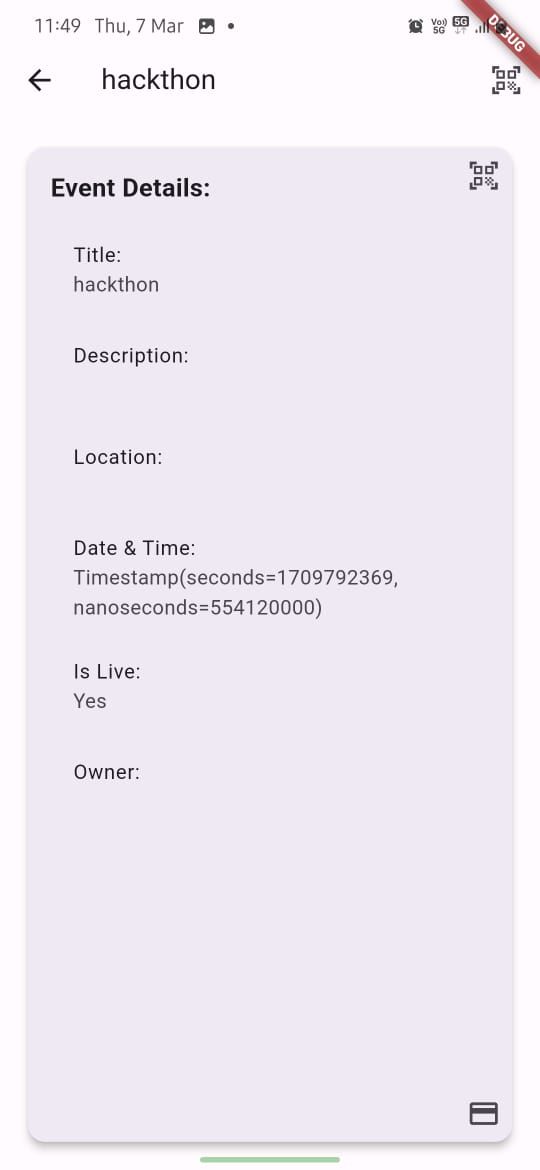 11:49 Thu, 7 Mar
Vo) 5G 5G
DEBUG
hackthon
Event Details:
Title:
hackthon
Description:
Location:
Date & Time:
Timestamp(seconds=1709792369,
nanoseconds=554120000)
Is Live:
Yes
Owner: